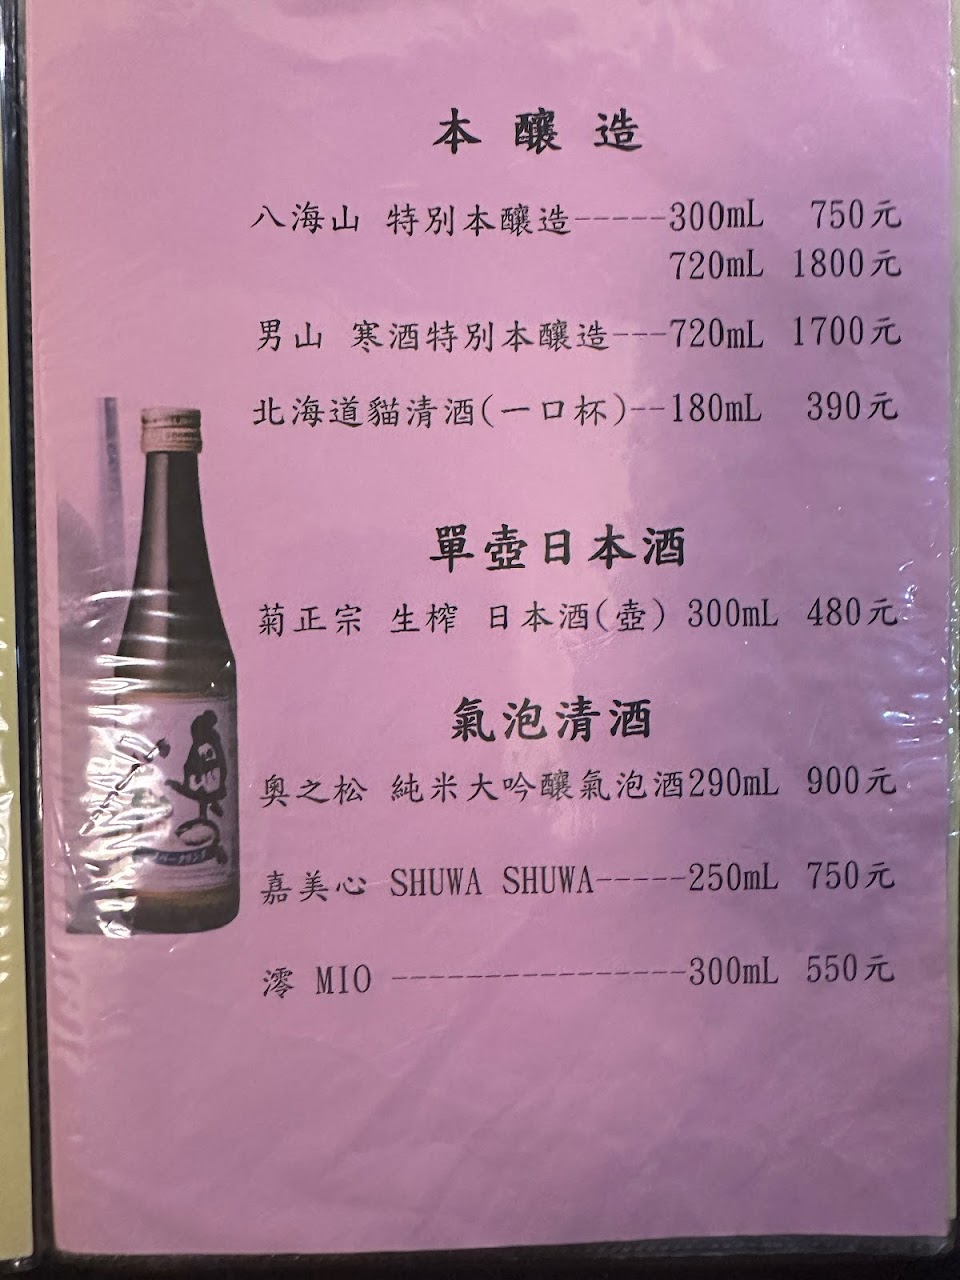 本釀造
八海山 特別本釀造-----300mL 750元
720mL 1800元
男山 寒酒特別本釀造---720mL 1700元
北海道貓清酒(一口杯)--180mL 390元
單壺日本酒
菊正宗 生榨 日本酒(壺) 300mL 480元
氣泡清酒
奧之松 純米大吟釀氣泡酒290mL 900元
嘉美心 SHUWA SHUWA-----250mL 750元
澪 MIO ----------------300mL 550元